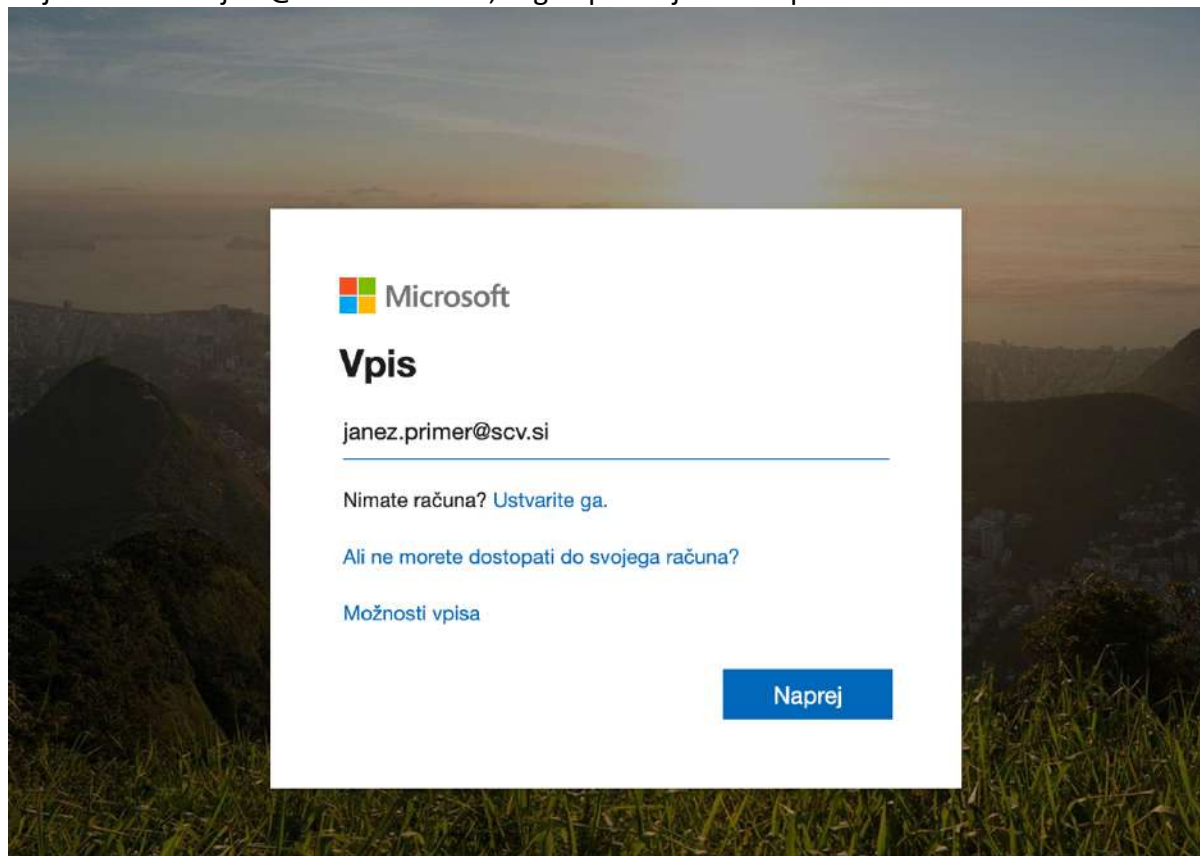 Microsoft
Vpis
janez.primer@scv.si
Nimate računa? Ustvarite ga.
Ali ne morete dostopati do svojega računa?
Možnosti vpisa
Naprej